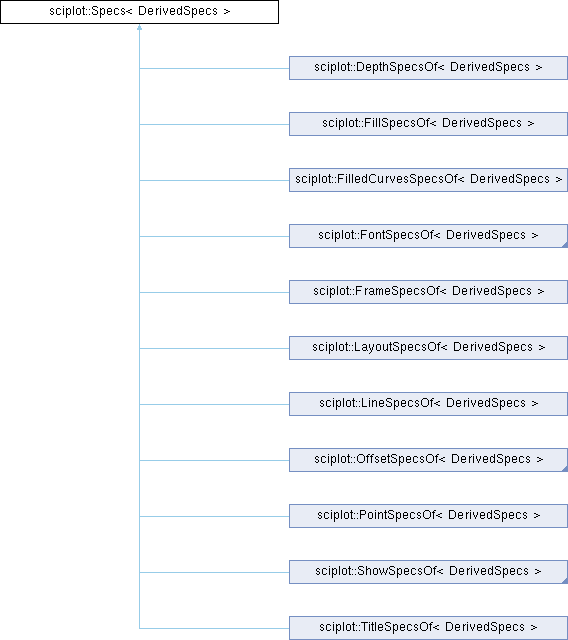 sciplot::Specs< DerivedSpecs >
sciplot::DepthSpecsOf< DerivedSpecs >
sciplot::FillSpecsOf< DerivedSpecs >
sciplot::FilledCurvesSpecsOf< DerivedSpecs >
sciplot::FontSpecsOf< DerivedSpecs >
sciplot::FrameSpecsOf< DerivedSpecs >
sciplot::LayoutSpecsOf< DerivedSpecs >
sciplot::LineSpecsOf< DerivedSpecs >
sciplot::OffsetSpecsOf< DerivedSpecs >
sciplot::PointSpecsOf< DerivedSpecs >
sciplot::ShowSpecsOf< DerivedSpecs >
sciplot::TitleSpecsOf< DerivedSpecs >